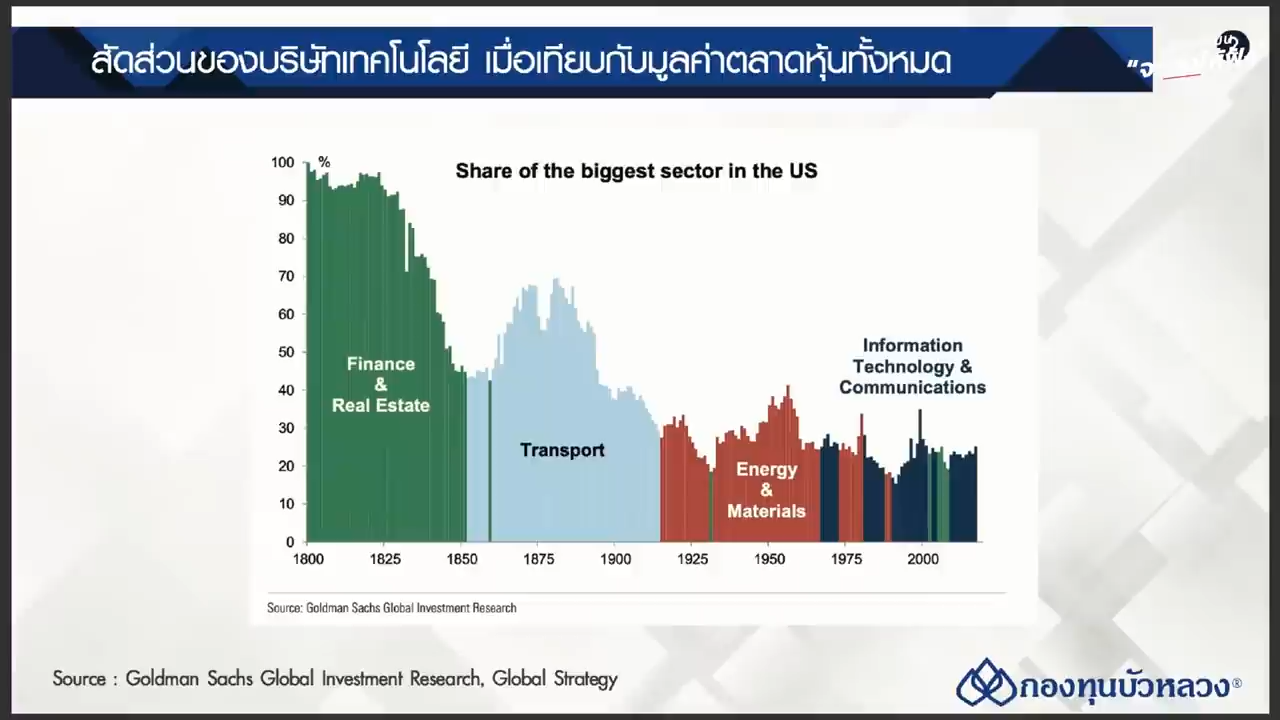 สัดส่วนของบริษัทเทคโนโลยี เมื่อเทียบกับมูลค่าตลาดหุ้นทั้งหมด
%
Share of the biggest sector in the US
100
90
80
70
60
50
40
30
20
10
0
Finance
&
Real Estate
Transport
Energy
&
Materials
Information
Technology &
Communications
1800 1825 1850 1875 1900 1925 1950 1975 2000
Source: Goldman Sachs Global Investment Research
Source : Goldman Sachs Global Investment Research, Global Strategy
กองทุนบัวหลวง®